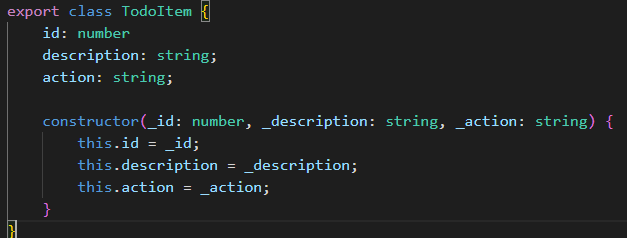 export class TodoItem {
    id: number
    description: string;
    action: string;

    constructor(_id: number, _description: string, _action: string) {
        this.id = _id;
        this.description = _description;
        this.action = _action;
    }
}